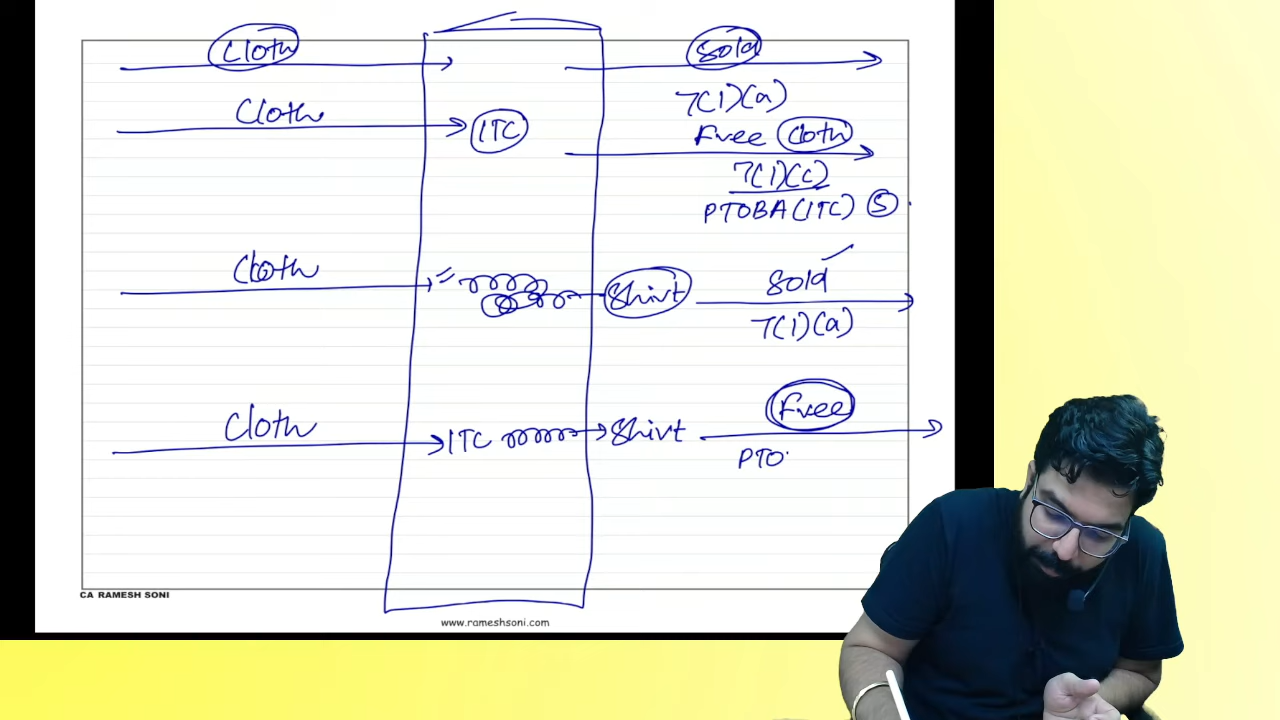 Cloth Sold
7(1)(a)
Cloth ITC Free Cloth
7(1)(c)
PTOBA (ITC) S
Cloth Shirt Sold
7(1)(a)
Cloth ITC Shirt Free
PTO
CA RAMESH SONI
www.rameshsoni.com